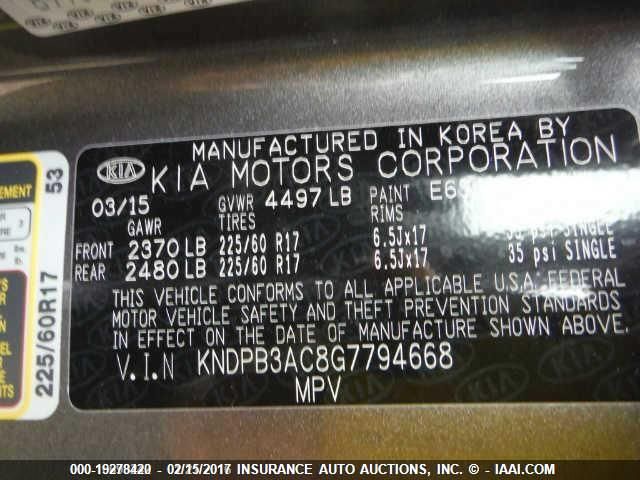 MANUFACTURED IN KOREA BY
KIA KIA MOTORS CORPORATION
03/15 GVWR 4497 LB PAINT
GAWR TIRES RIMS
FRONT 2370 LB 225/60 R17 6.5Jx17 psi SINGLE
REAR 2480 LB 225/60 R17 6.5Jx17 35 psi SINGLE
THIS VEHICLE CONFORMS TO ALL APPLICABLE U.S.A. FEDERAL
MOTOR VEHICLE SAFETY AND THEFT PREVENTION STANDARDS
IN EFFECT ON THE DATE OF MANUFACTURE SHOWN ABOVE.
V.I.N KNDPB3AC8G7794668
MPV
53
225/60R17
02/15/2017 INSURANCE AUTO AUCTIONS, INC. - IAAI.COM